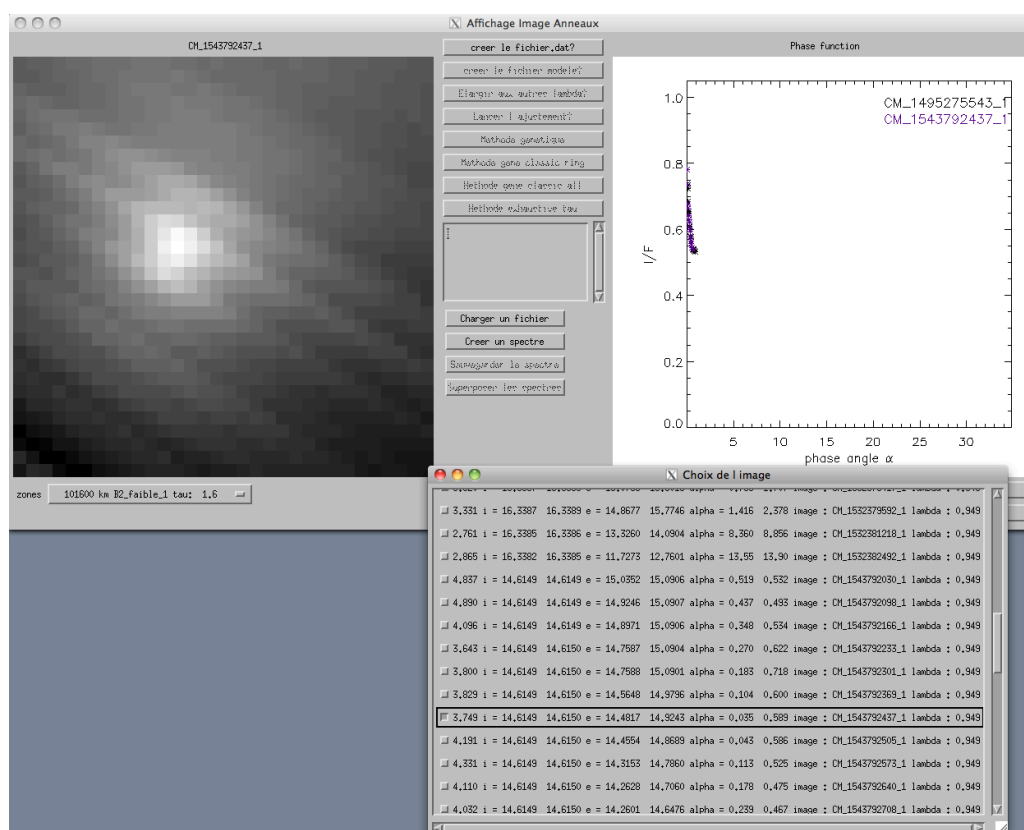 Affichage Image Anneaux
CM_1543792437_1
creer le fichier.dat?
creer le fichier modele?
Elargir aux autres lambda?
Lancer l ajustement?
Methode genetique
Methode gene classic ring
Methode gene classic all
Methode exhaustive tau
Charger un fichier
Creer un spectre
Sauvegarder le spectre
Superposer les spectres
Phase function
CM_1495275543_1
CM_1543792437_1
1.0
0.8
0.6
0.4
0.2
0.0
I/F
5 10 15 20 25 30
phase angle α
zones 101600 km B2_faible_1 tau: 1.6
Choix de l image
3.331 i = 16.3387 16.3389 e = 14.8677 15.7746 alpha = 1.416 2.378 image : CM_1532379592_1 lambda : 0.949
2.761 i = 16.3385 16.3386 e = 13.3260 14.0904 alpha = 8.360 8.856 image : CM_1532381218_1 lambda : 0.949
2.865 i = 16.3382 16.3385 e = 11.7273 12.7601 alpha = 13.55 13.90 image : CM_1532382492_1 lambda : 0.949
4.837 i = 14.6149 14.6149 e = 15.0352 15.0906 alpha = 0.519 0.532 image : CM_1543792030_1 lambda : 0.949
4.890 i = 14.6149 14.6149 e = 14.9246 15.0907 alpha = 0.437 0.493 image : CM_1543792098_1 lambda : 0.949
4.096 i = 14.6149 14.6149 e = 14.8971 15.0906 alpha = 0.348 0.534 image : CM_1543792166_1 lambda : 0.949
3.643 i = 14.6149 14.6150 e = 14.7587 15.0904 alpha = 0.270 0.622 image : CM_1543792233_1 lambda : 0.949
3.800 i = 14.6149 14.6150 e = 14.7588 15.0901 alpha = 0.183 0.718 image : CM_1543792301_1 lambda : 0.949
3.829 i = 14.6149 14.6150 e = 14.5648 14.9796 alpha = 0.104 0.600 image : CM_1543792369_1 lambda : 0.949
3.749 i = 14.6149 14.6150 e = 14.4817 14.9243 alpha = 0.035 0.589 image : CM_1543792437_1 lambda : 0.949
4.191 i = 14.6149 14.6150 e = 14.4554 14.8689 alpha = 0.043 0.586 image : CM_1543792505_1 lambda : 0.949
4.331 i = 14.6149 14.6150 e = 14.3153 14.7860 alpha = 0.113 0.525 image : CM_1543792573_1 lambda : 0.949
4.110 i = 14.6149 14.6150 e = 14.2628 14.7060 alpha = 0.178 0.475 image : CM_1543792640_1 lambda : 0.949
4.032 i = 14.6149 14.6150 e = 14.2601 14.6476 alpha = 0.239 0.467 image : CM_1543792708_1 lambda : 0.949